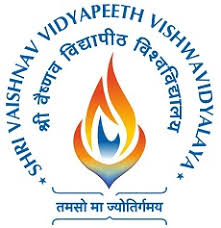 SHRI VAISHNAV VIDYAPEETH VISHWAVIDYALAYA
श्री वैष्णव विद्यापीठ विश्वविद्यालय
तमसो मा ज्योतिर्गमय